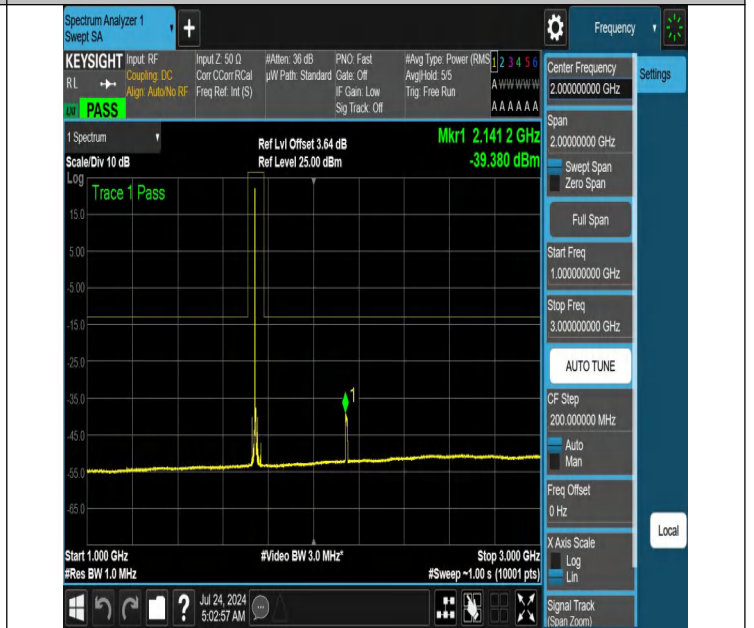 Spectrum Analyzer 1
Swept SA
+
Frequency
KEYSIGHT
RL
PASS
Input: RF
Coupling: DC
Align: Auto/No RF
Input Z: 50 Ω
Corr CCorr RCal
Freq Ref: Int (S)
#Atten: 36 dB
µW Path: Standard
PNO: Fast
Gate: Off
IF Gain: Low
Sig Track: Off
#Avg Type: Power (RMS
Avg|Hold: 5/5
Trig: Free Run
1 2 3 4 5 6
A W W W W W
A A A A A A
1 Spectrum
Scale/Div 10 dB
Ref Lvl Offset 3.64 dB
Ref Level 25.00 dBm
Mkr1 2.141 2 GHz
-39.380 dBm
Log
Trace 1 Pass
15.0
5.00
-5.00
-15.0
-25.0
-35.0
-45.0
-55.0
-65.0
1
Start 1.000 GHz
#Res BW 1.0 MHz
#Video BW 3.0 MHz*
Stop 3.000 GHz
#Sweep ~1.00 s (10001 pts)
?
Jul 24, 2024
5:02:57 AM
Center Frequency
2.000000000 GHz
Settings
Span
2.00000000 GHz
Swept Span
Zero Span
Full Span
Start Freq
1.000000000 GHz
Stop Freq
3.000000000 GHz
AUTO TUNE
CF Step
200.000000 MHz
Auto
Man
Freq Offset
0 Hz
X Axis Scale
Log
Lin
Local
Signal Track
(Span Zoom)